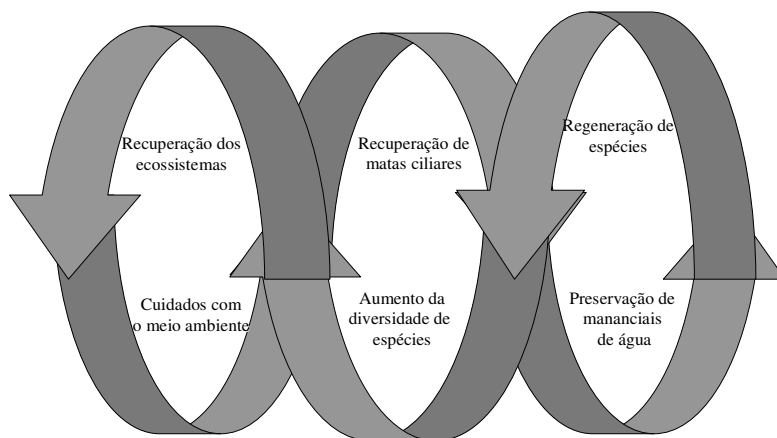 Recuperação dos
ecossistemas
Recuperação de
matas ciliares
Regeneração de
espécies
Cuidados com
o meio ambiente
Aumento da
diversidade de
espécies
Preservação de
mananciais
de água